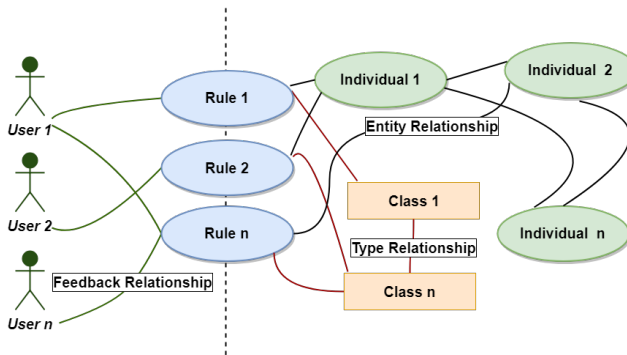 User 1
User 2
User n
Feedback Relationship
Rule 1
Rule 2
Rule n
Individual 1
Individual 2
Entity Relationship
Class 1
Type Relationship
Class n
Individual n